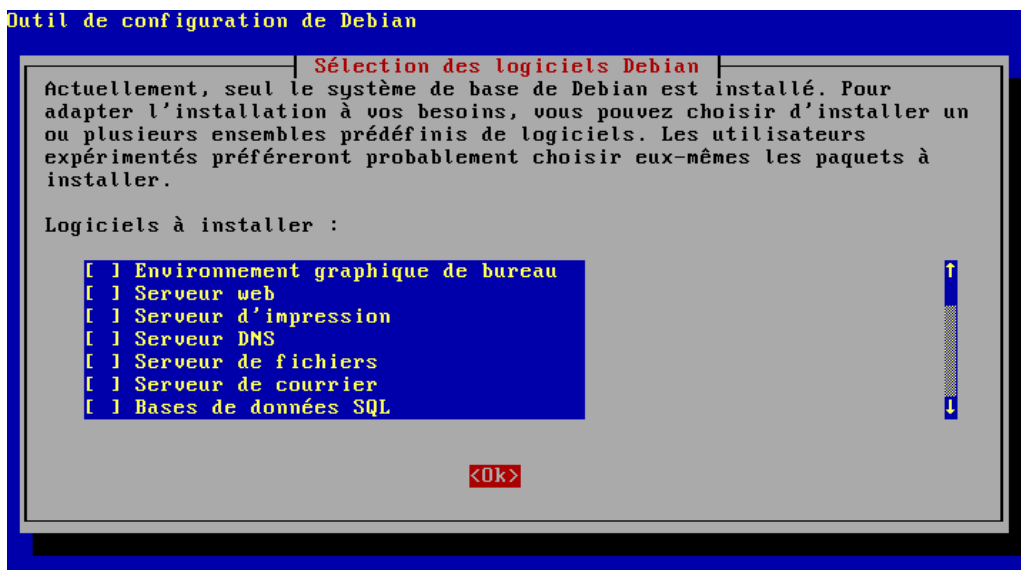 Outil de configuration de Debian
Sélection des logiciels Debian
Actuellement, seul le système de base de Debian est installé. Pour
adapter l'installation à vos besoins, vous pouvez choisir d'installer un
ou plusieurs ensembles prédéfinis de logiciels. Les utilisateurs
expérimentés préféreront probablement choisir eux-mêmes les paquets à
installer.
Logiciels à installer :
[ ] Environnement graphique de bureau
[ ] Serveur web
[ ] Serveur d'impression
[ ] Serveur DNS
[ ] Serveur de fichiers
[ ] Serveur de courrier
[ ] Bases de données SQL
<Ok>